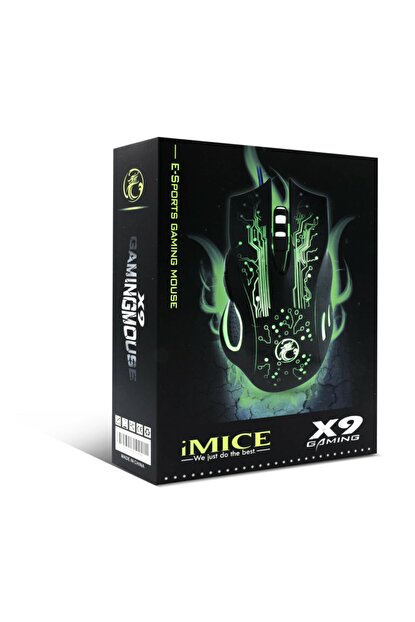 E-SPORTS GAMING MOUSE
X9
GAMINGMOUSE
MADE IN CHINA
iMICE
We just do the best.
X9
GAMING